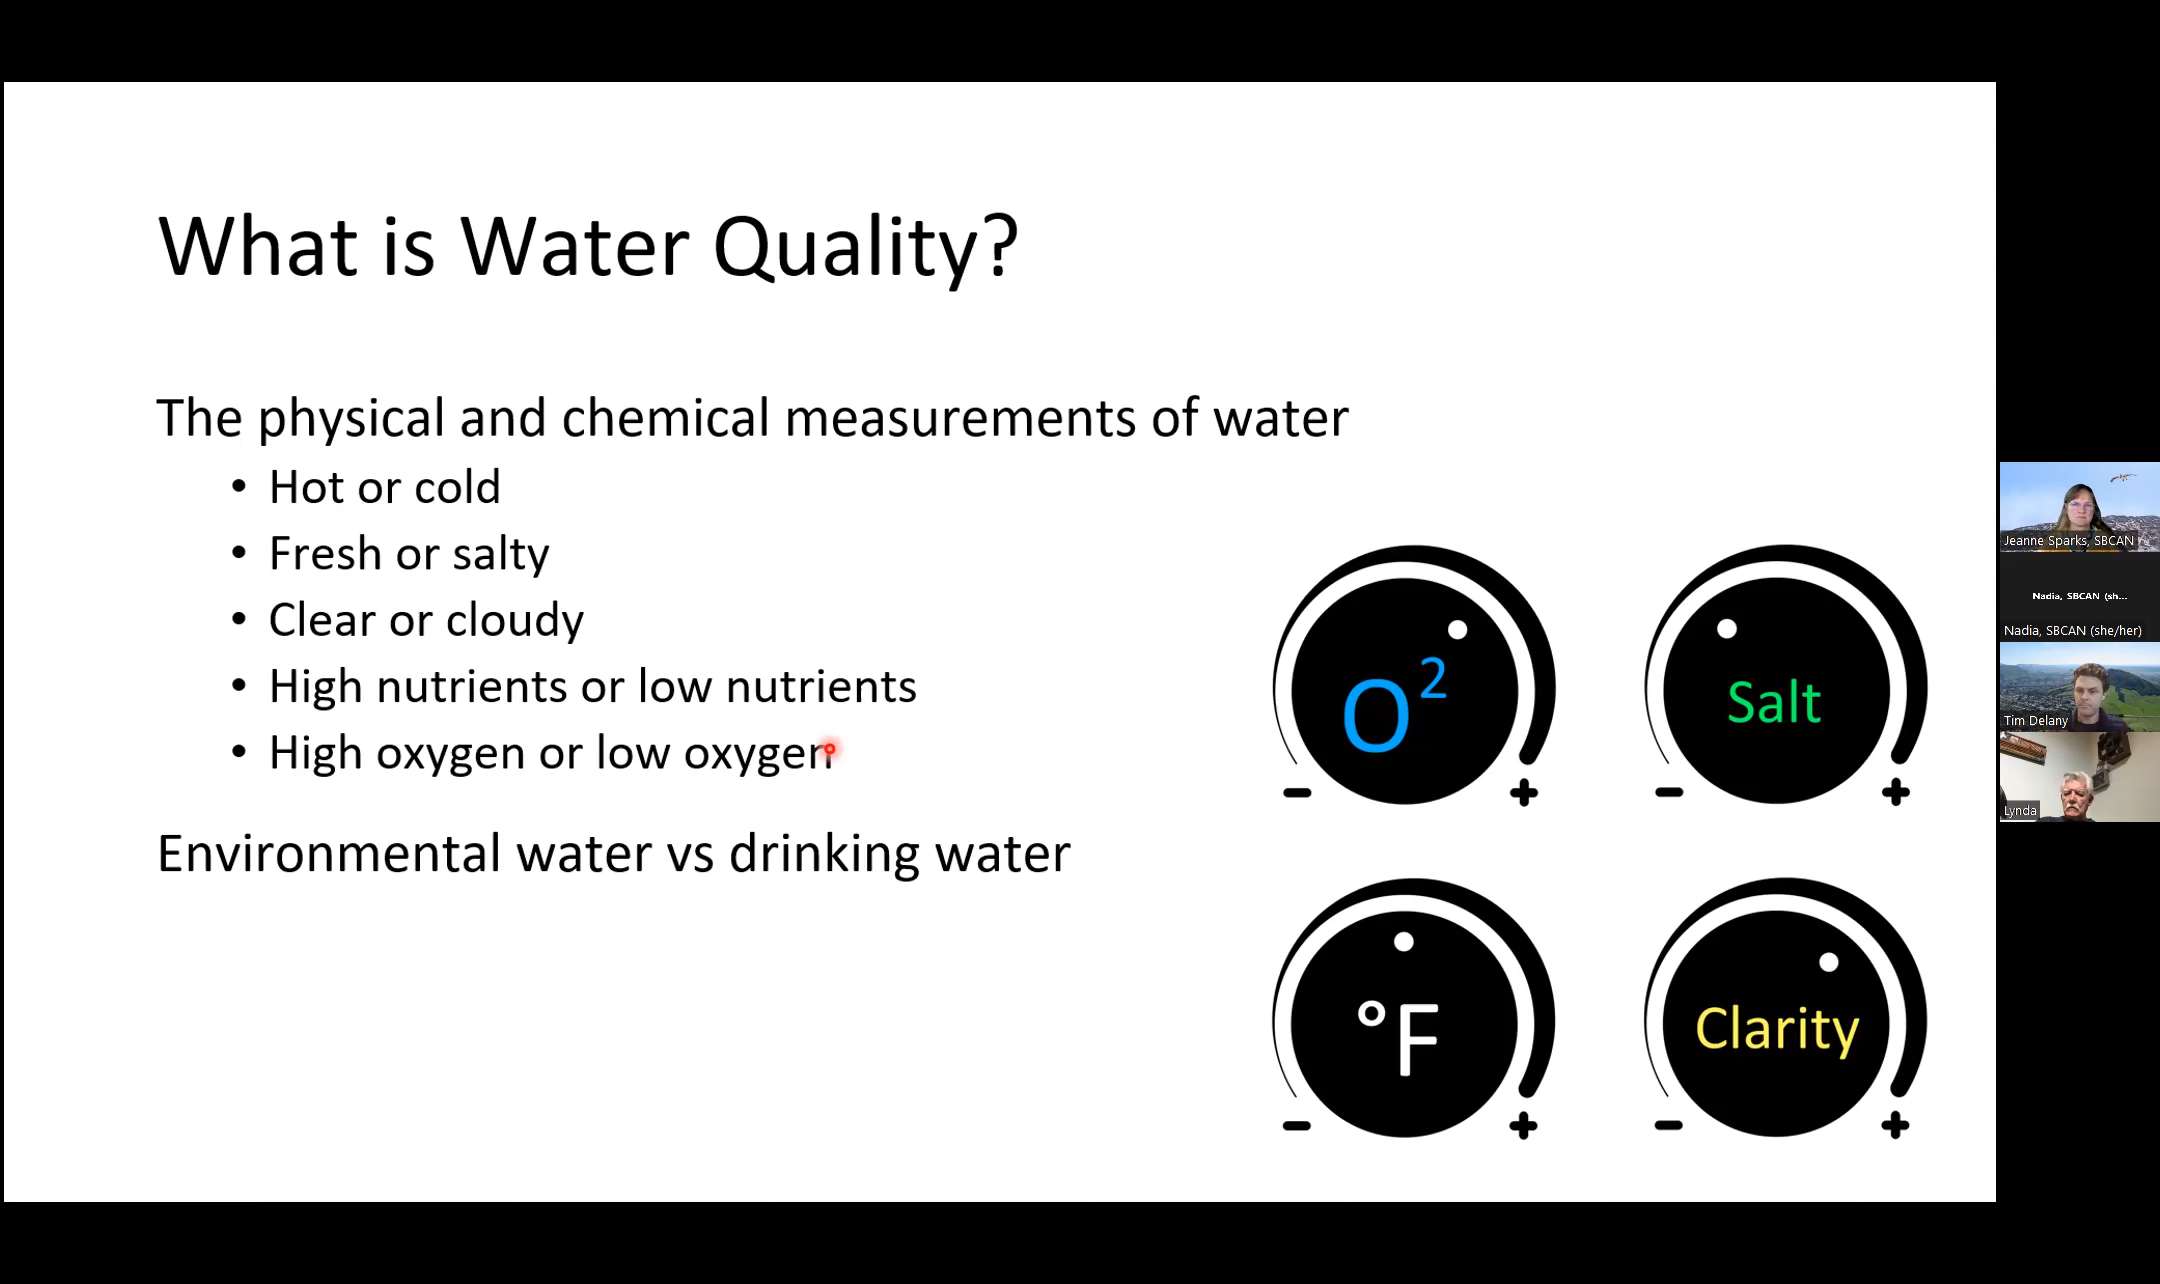 What is Water Quality?
The physical and chemical measurements of water
• Hot or cold
• Fresh or salty
• Clear or cloudy
• High nutrients or low nutrients
• High oxygen or low oxygen
Environmental water vs drinking water
O²
- +
Salt
- +
°F
- +
Clarity
- +
Jeanne Sparks, SBCAN
Nadia, SBCAN (sh...
Nadia, SBCAN (she/her)
Tim Delany
Lynda